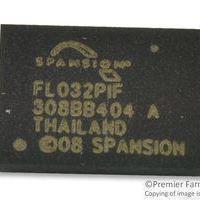 SPANSION
FL032PIF
308BB404 A
THAILAND
©08 SPANSION
©Premier Farnell